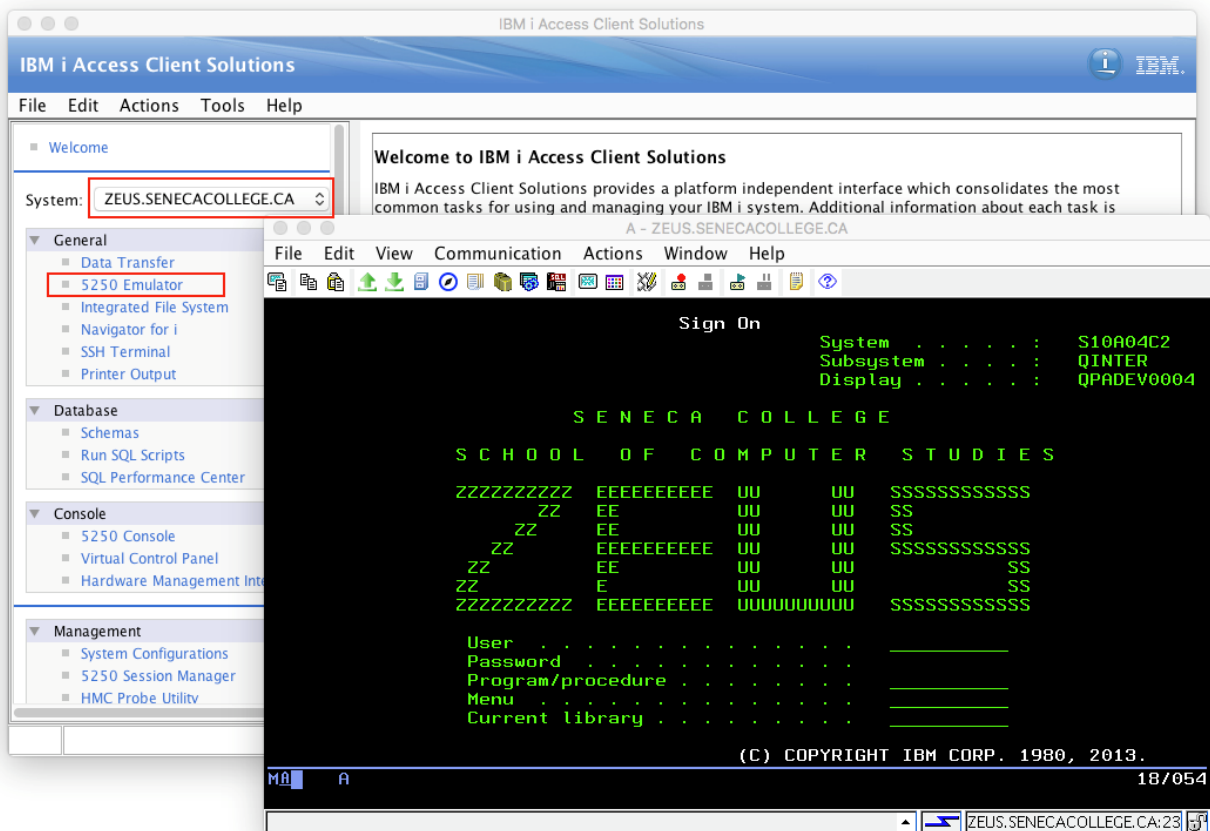 IBM i Access Client Solutions
IBM i Access Client Solutions
IBM.
File Edit Actions Tools Help
Welcome
System: ZEUS.SENECACOLLEGE.CA
General
Data Transfer
5250 Emulator
Integrated File System
Navigator for i
SSH Terminal
Printer Output
Database
Schemas
Run SQL Scripts
SQL Performance Center
Console
5250 Console
Virtual Control Panel
Hardware Management Inte
Management
System Configurations
5250 Session Manager
HMC Probe Utility
Welcome to IBM i Access Client Solutions
IBM i Access Client Solutions provides a platform independent interface which consolidates the most
common tasks for using and managing your IBM i system. Additional information about each task is
A - ZEUS.SENECACOLLEGE.CA
File Edit View Communication Actions Window Help
Sign On
System . . . . . : S10A04C2
Subsystem . . . . : QINTER
Display . . . . . : QPADEV0004
S E N E C A C O L L E G E
S C H O O L O F C O M P U T E R S T U D I E S
ZZZZZZZZZZ EEEEEEEEEE UU UU SSSSSSSSSSSS
ZZ EE UU UU SS
ZZ EE UU UU SS
ZZ EEEEEEEEEE UU UU SSSSSSSSSSSS
ZZ EE UU UU SS
ZZ E UU UU SS
ZZZZZZZZZZ EEEEEEEEEE UUUUUUUUUU SSSSSSSSSSSS
User . . . . . . . . . . . . . .
Password . . . . . . . . . . . .
Program/procedure . . . . . . . .
Menu . . . . . . . . . . . . . .
Current library . . . . . . . . .
(C) COPYRIGHT IBM CORP. 1980, 2013.
MA A 18/054
ZEUS.SENECACOLLEGE.CA:23